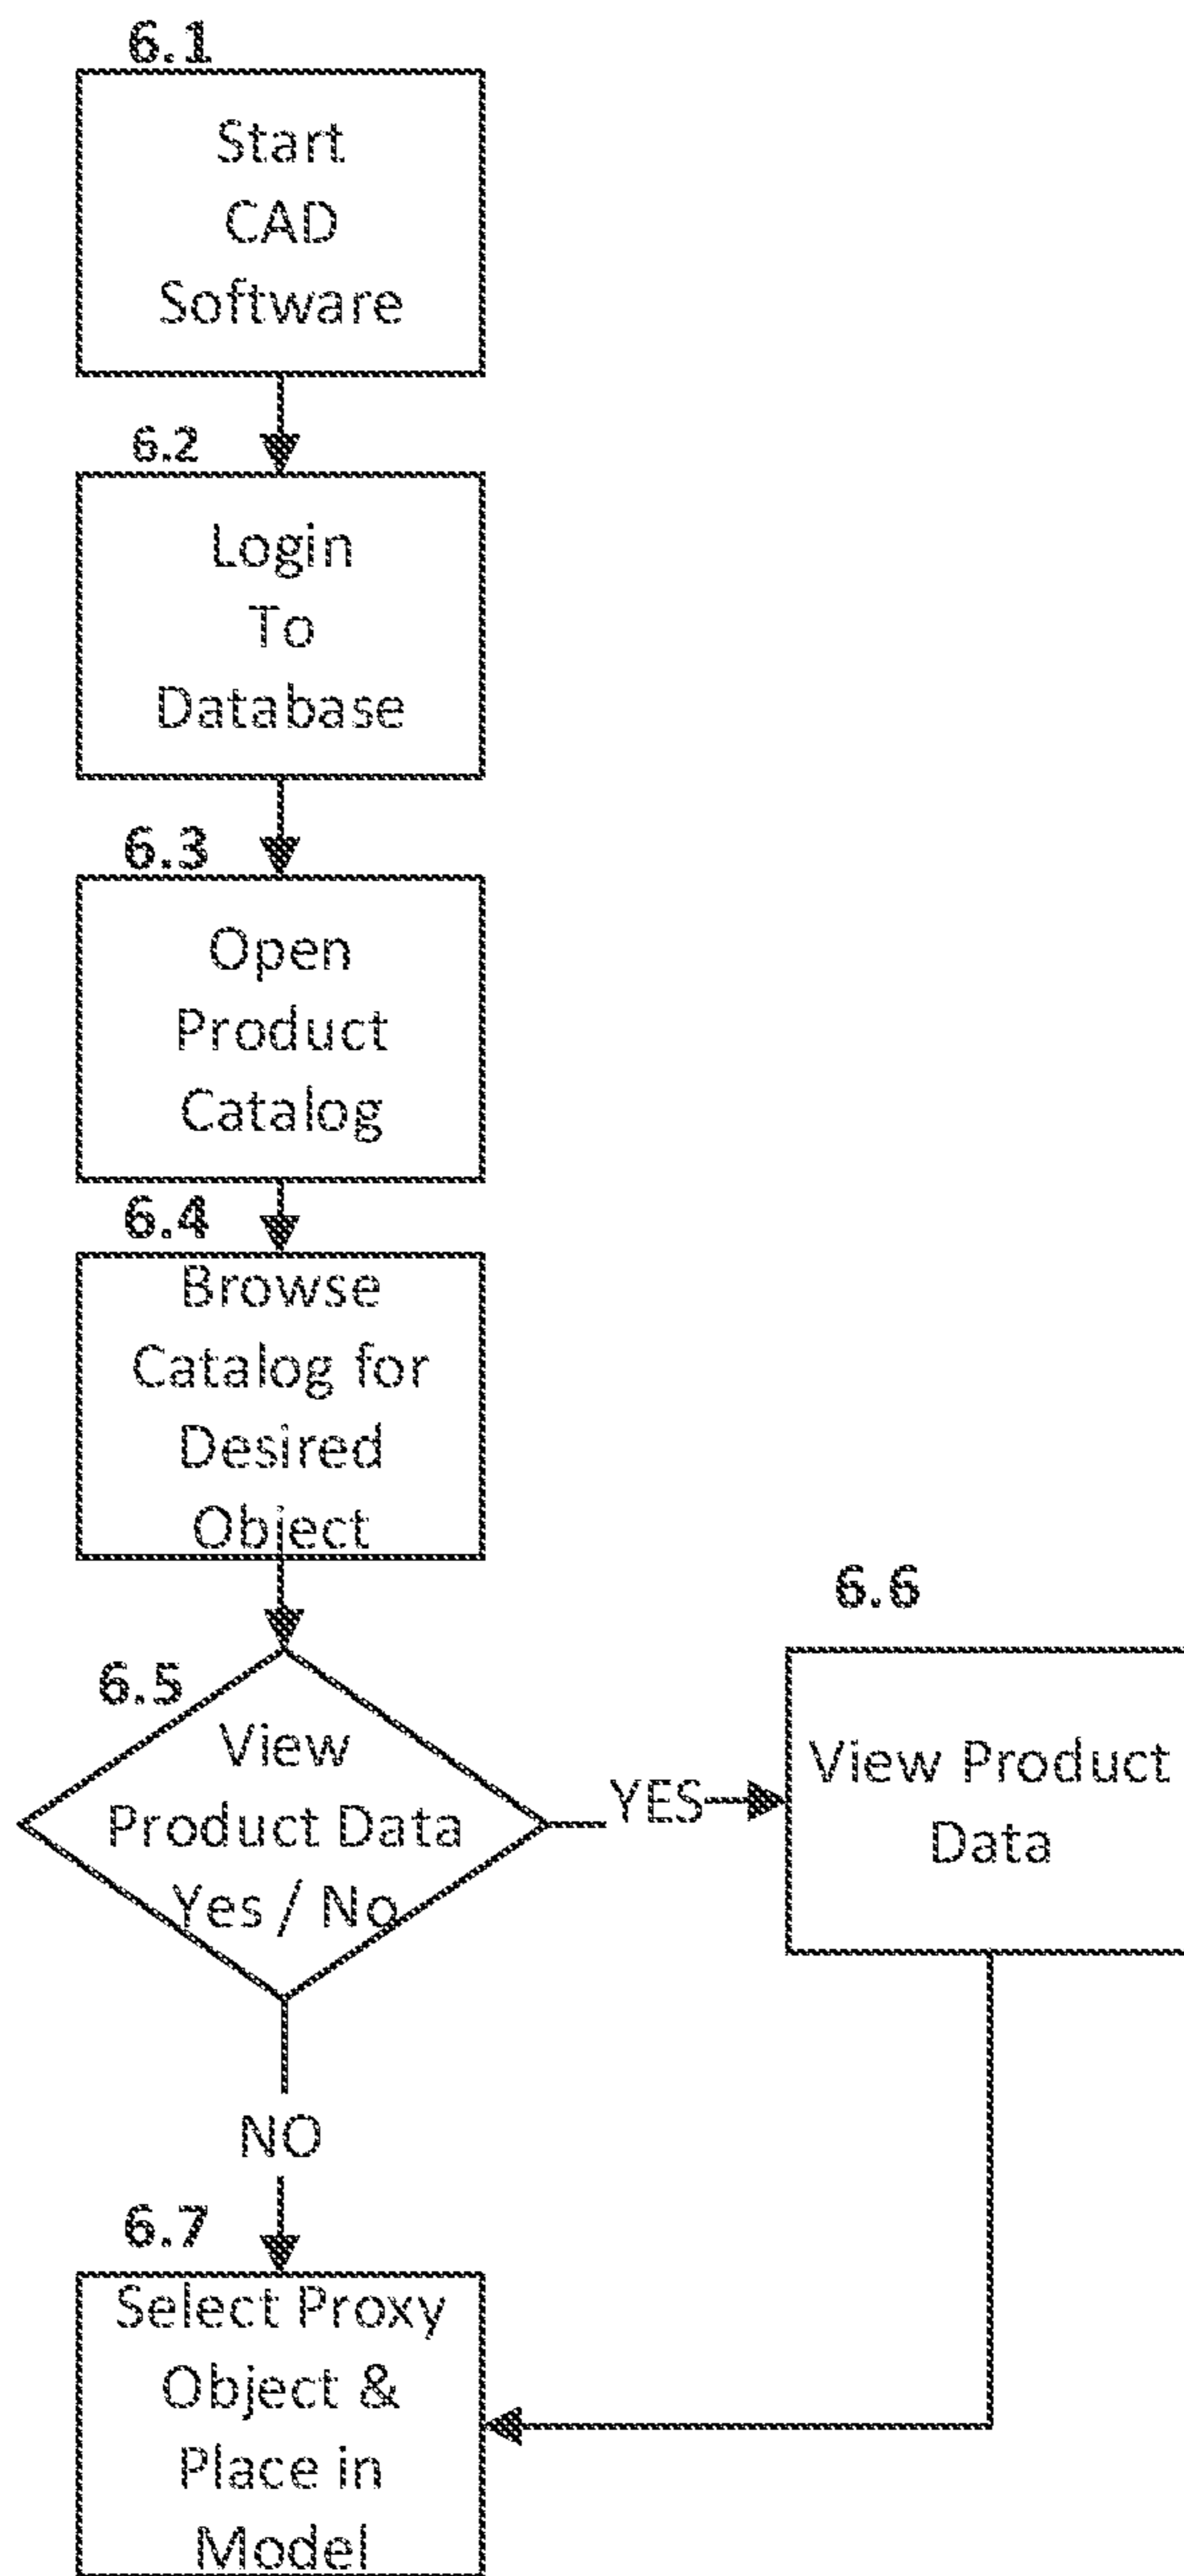 6.1
Start
CAD
Software
6.2
Login
To
Database
6.3
Open
Product
Catalog
6.4
Browse
Catalog for
Desired
Object
6.5
View
Product Data
Yes / No
YES
6.6
View Product
Data
NO
6.7
Select Proxy
Object &
Place in
Model